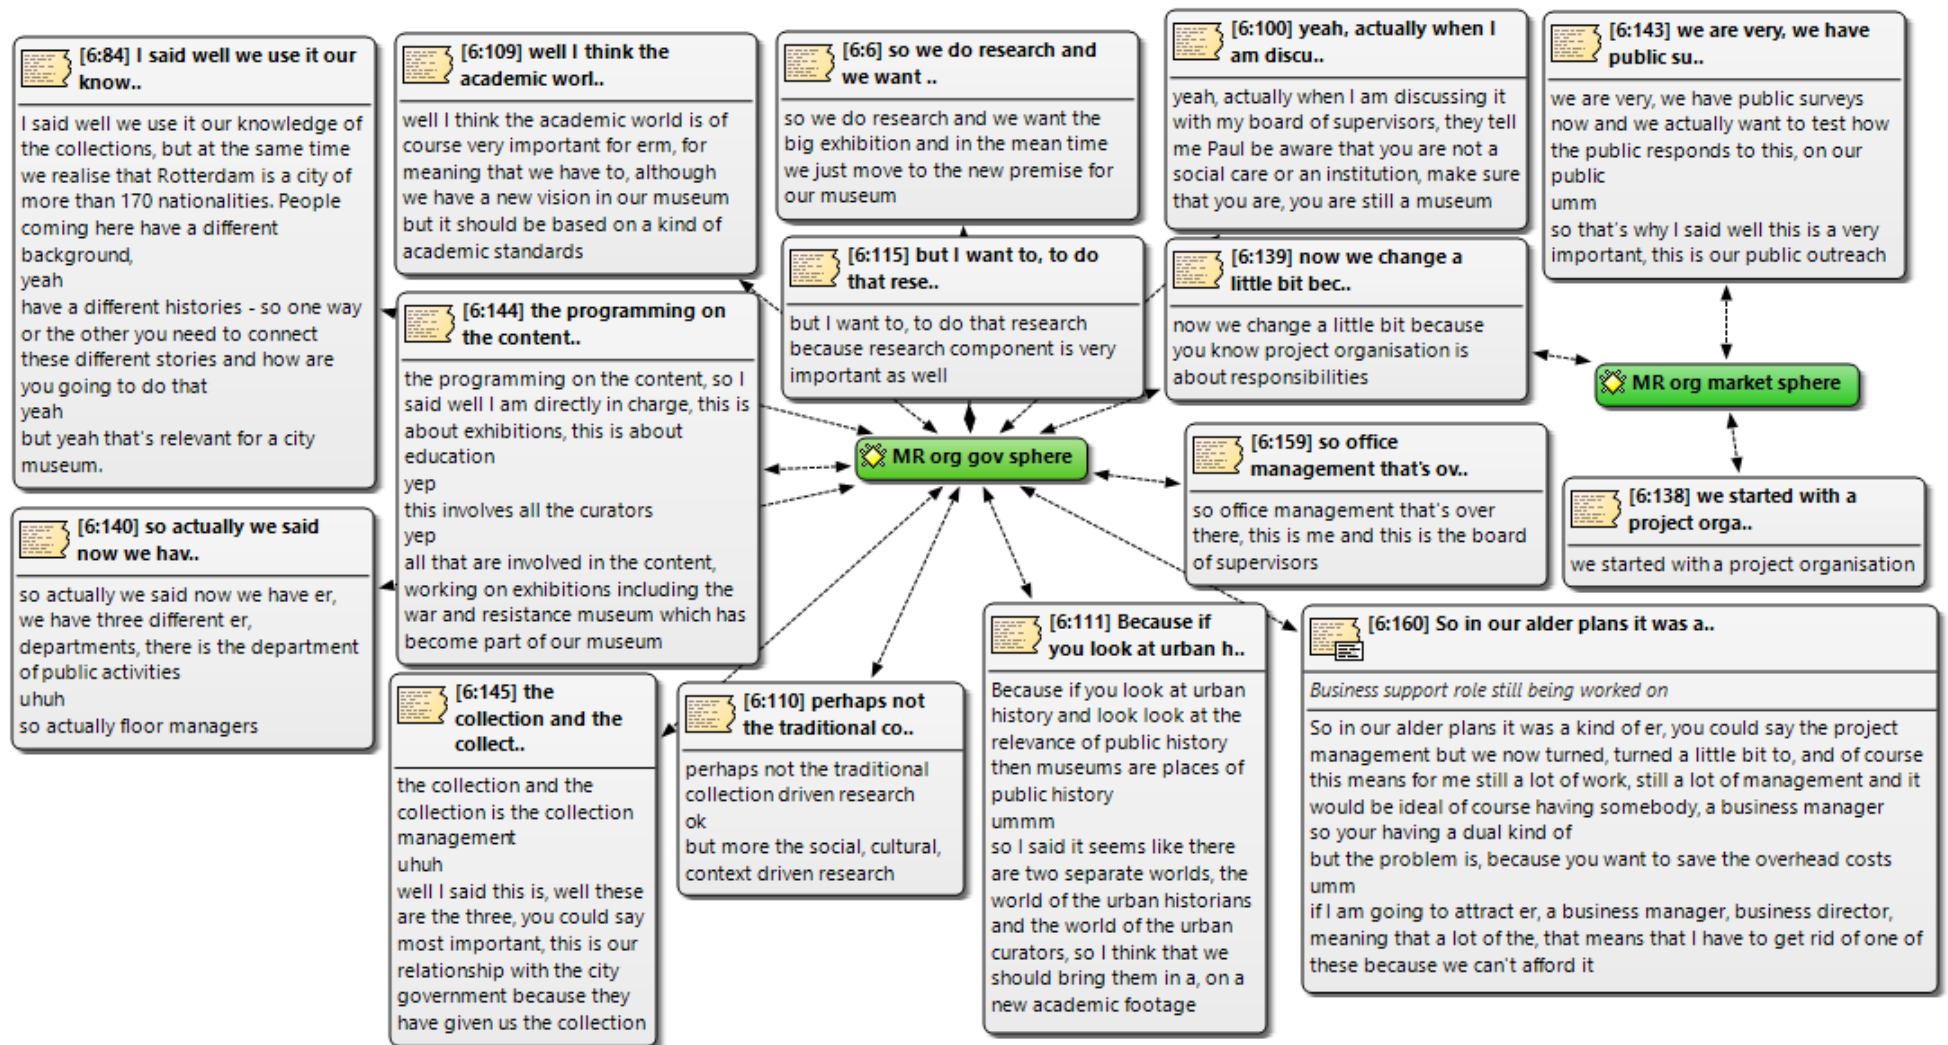 [6:84] I said well we use it our
know..
I said well we use it our knowledge of
the collections, but at the same time
we realise that Rotterdam is a city of
more than 170 nationalities. People
coming here have a different
background,
yeah
have a different histories - so one way
or the other you need to connect
these different stories and how are
you going to do that
yeah
but yeah that's relevant for a city
museum.
[6:109] well I think the
academic worl..
well I think the academic world is of
course very important for erm, for
meaning that we have to, although
we have a new vision in our museum
but it should be based on a kind of
academic standards
[6:6] so we do research and
we want ..
so we do research and we want the
big exhibition and in the mean time
we just move to the new premise for
our museum
[6:100] yeah, actually when I
am discu..
yeah, actually when I am discussing it
with my board of supervisors, they tell
me Paul be aware that you are not a
social care or an institution, make sure
that you are, you are still a museum
[6:143] we are very, we have
public su..
we are very, we have public surveys
now and we actually want to test how
the public responds to this, on our
public
umm
so that's why I said well this is a very
important, this is our public outreach
[6:144] the programming on
the content..
the programming on the content, so I
said well I am directly in charge, this is
about exhibitions, this is about
education
yep
this involves all the curators
yep
all that are involved in the content,
working on exhibitions including the
war and resistance museum which has
become part of our museum
[6:115] but I want to, to do
that rese..
but I want to, to do that research
because research component is very
important as well
[6:139] now we change a
little bit bec..
now we change a little bit because
you know project organisation is
about responsibilities
MR org market sphere
MR org gov sphere
[6:159] so office
management that's ov..
so office management that's over
there, this is me and this is the board
of supervisors
[6:138] we started with a
project orga..
we started with a project organisation
[6:140] so actually we said
now we hav..
so actually we said now we have er,
we have three different er,
departments, there is the department
of public activities
uhuh
so actually floor managers
[6:145] the
collection and the
collect..
the collection and the
collection is the collection
management
uhuh
well I said this is, well these
are the three, you could say
most important, this is our
relationship with the city
government because they
have given us the collection
[6:110] perhaps not
the traditional co..
perhaps not the traditional
collection driven research
ok
but more the social, cultural,
context driven research
[6:111] Because if
you look at urban h..
Because if you look at urban
history and look look at the
relevance of public history
then museums are places of
public history
ummm
so I said it seems like there
are two separate worlds, the
world of the urban historians
and the world of the urban
curators, so I think that we
should bring them in a, on a
new academic footage
[6:160] So in our alder plans it was a..
Business support role still being worked on
So in our alder plans it was a kind of er, you could say the project
management but we now turned, turned a little bit to, and of course
this means for me still a lot of work, still a lot of management and it
would be ideal of course having somebody, a business manager
so your having a dual kind of
but the problem is, because you want to save the overhead costs
umm
if I am going to attract er, a business manager, business director,
meaning that a lot of the, that means that I have to get rid of one of
these because we can't afford it